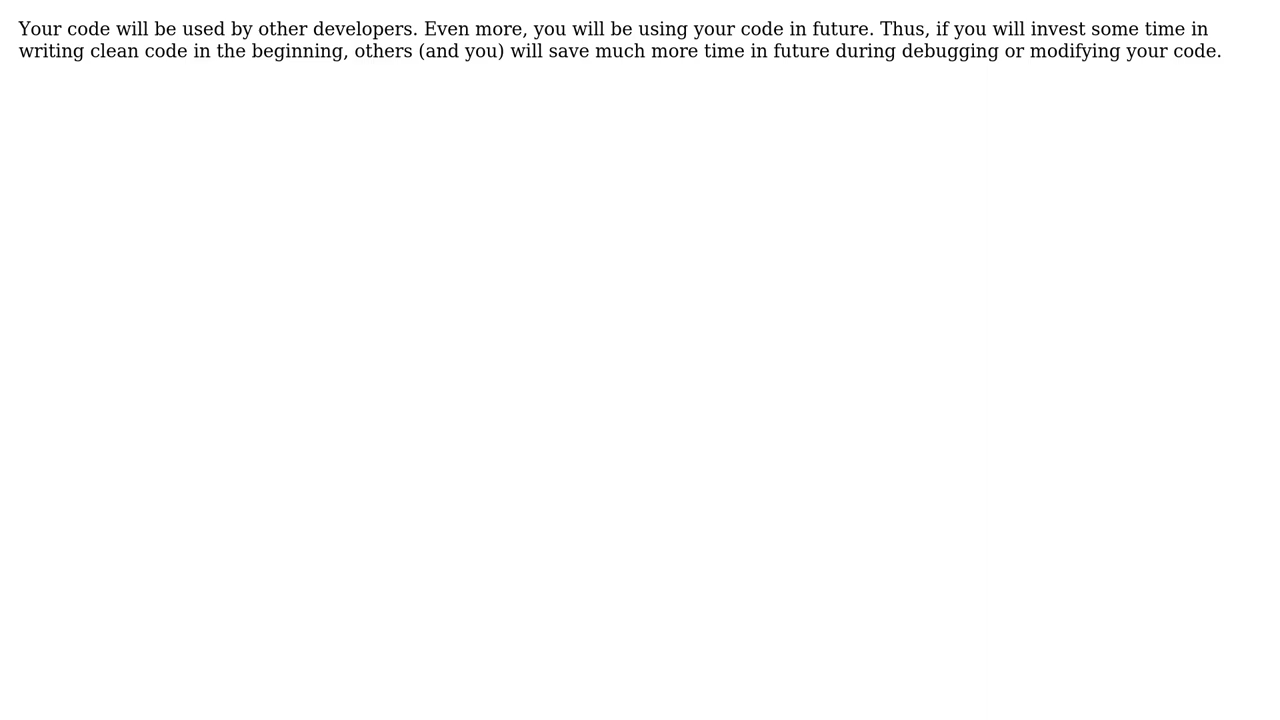 Your code will be used by other developers. Even more, you will be using your code in future. Thus, if you will invest some time in
writing clean code in the beginning, others (and you) will save much more time in future during debugging or modifying your code.